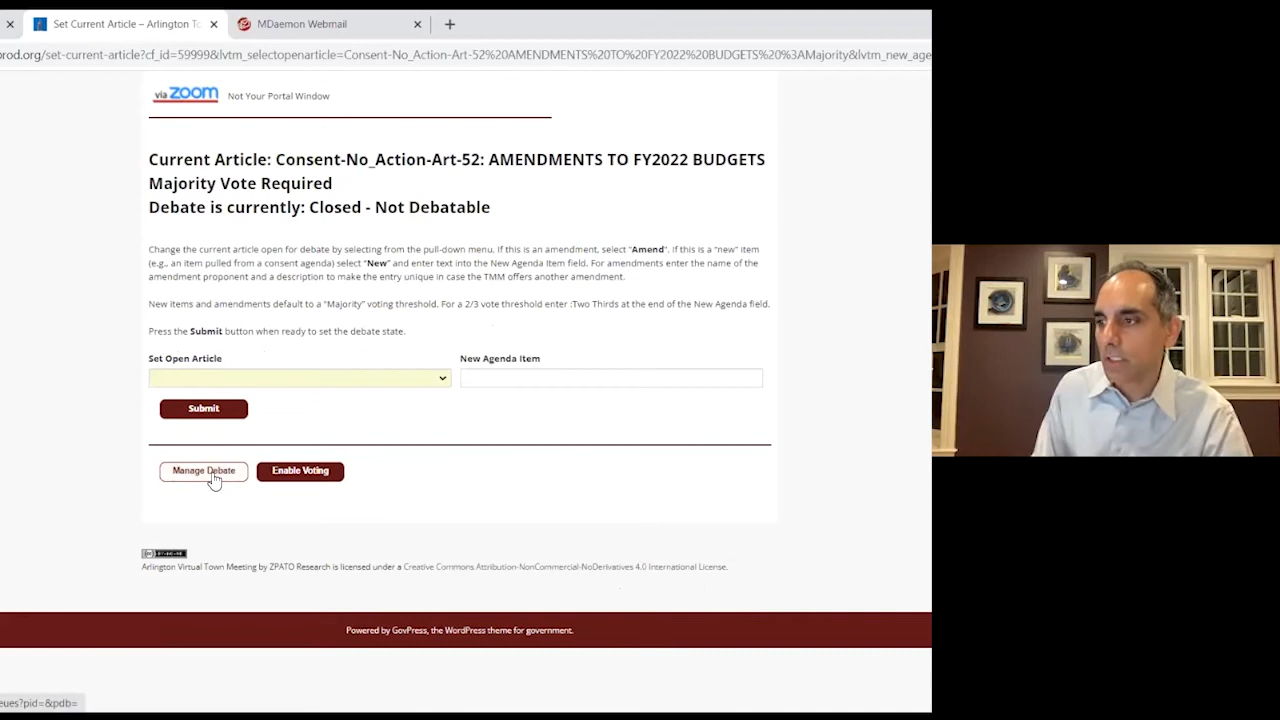 Set Current Article – Arlington To
MDaemon Webmail
prod.org/set-current-article?cf_id=59999&lvtm_selectopenarticle=Consent-No_Action-Art-52%20AMENDMENTS%20TO%20FY2022%20BUDGETS%20%3AMajority&lvtm_new_age
via zoom Not Your Portal Window
Current Article: Consent-No_Action-Art-52: AMENDMENTS TO FY2022 BUDGETS
Majority Vote Required
Debate is currently: Closed - Not Debatable
Change the current article open for debate by selecting from the pull-down menu. If this is an amendment, select "Amend". If this is a "new" item
(e.g., an item pulled from a consent agenda) select "New" and enter text into the New Agenda Item field. For amendments enter the name of the
amendment proponent and a description to make the entry unique in case the TMM offers another amendment.
New items and amendments default to a "Majority" voting threshold. For a 2/3 vote threshold enter :Two Thirds at the end of the New Agenda field.
Press the Submit button when ready to set the debate state.
Set Open Article New Agenda Item
Submit
Manage Debate Enable Voting
Arlington Virtual Town Meeting by ZPATO Research is licensed under a Creative Commons Attribution-NonCommercial-NoDerivatives 4.0 International License.
Powered by GovPress, the WordPress theme for government.
eues?pid=&pdb=